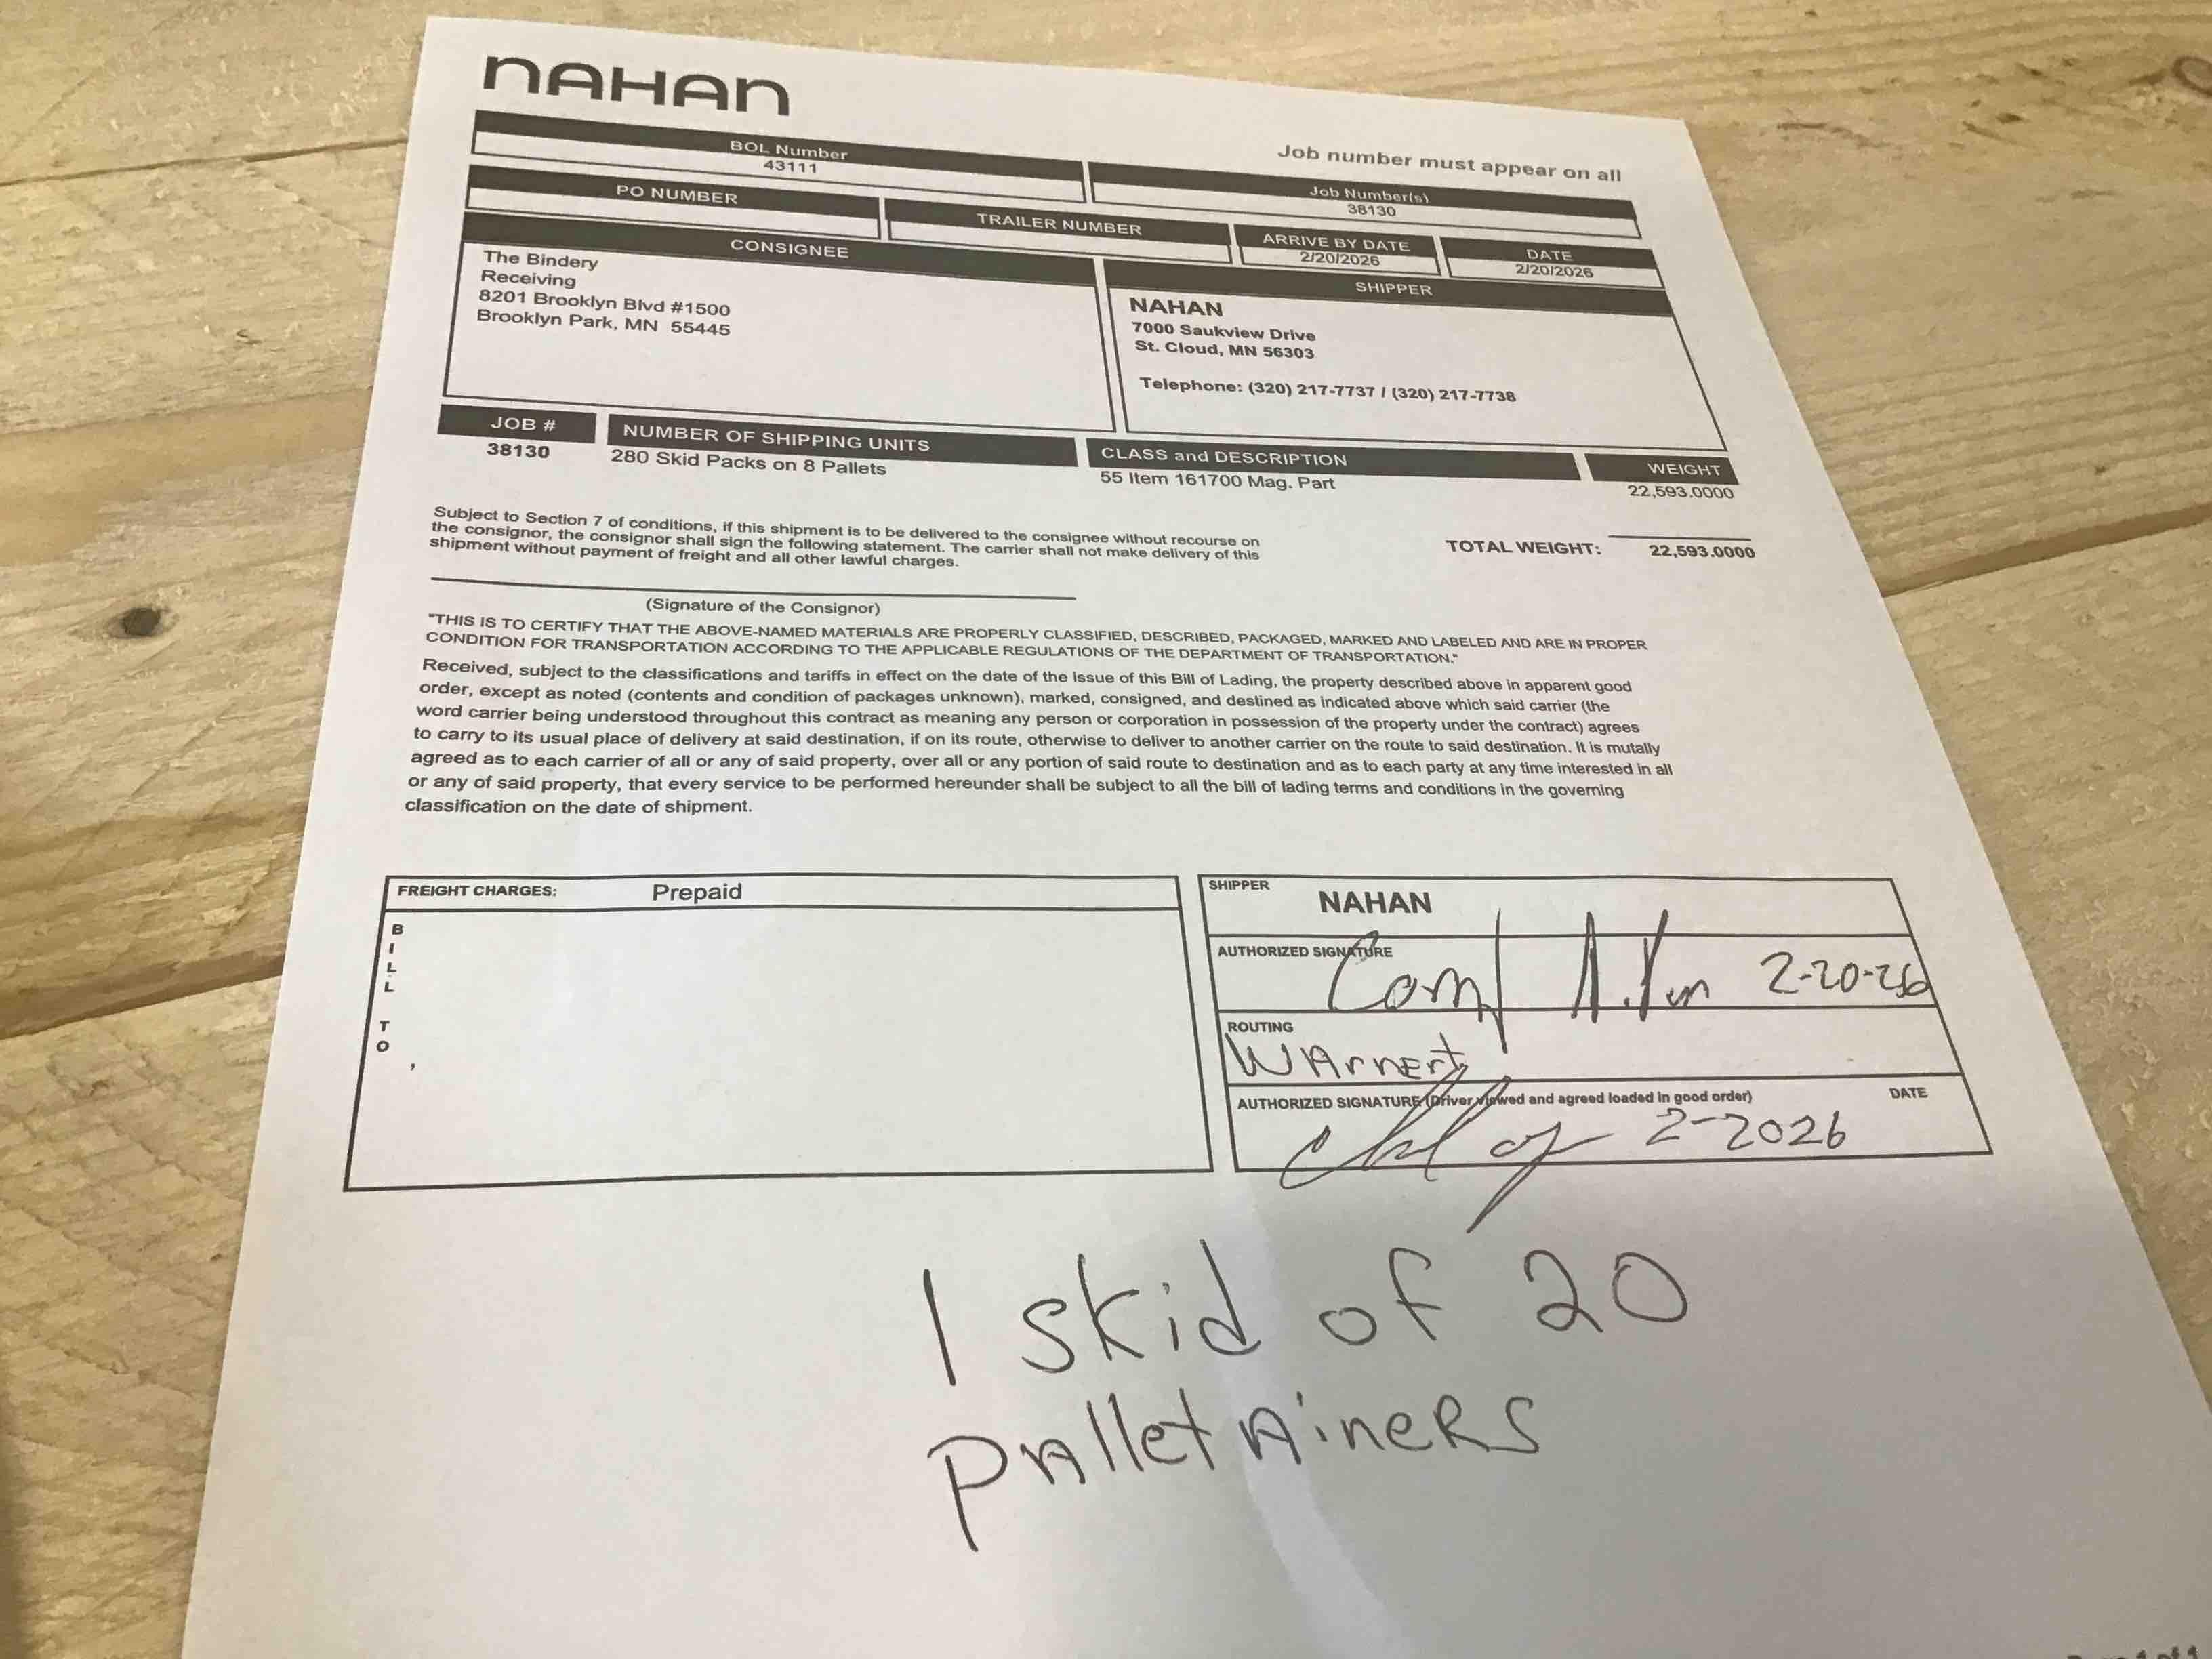 NAHAN
Job number must appear on all
BOL Number
43111
Job Number(s)
38130
PO NUMBER
TRAILER NUMBER
ARRIVE BY DATE
2/20/2026
DATE
2/20/2026
CONSIGNEE
The Bindery
Receiving
8201 Brooklyn Blvd #1500
Brooklyn Park, MN 55445
SHIPPER
NAHAN
7000 Saukview Drive
St. Cloud, MN 56303
Telephone: (320) 217-7737 / (320) 217-7738
JOB #
38130
NUMBER OF SHIPPING UNITS
280 Skid Packs on 8 Pallets
CLASS and DESCRIPTION
55 Item 161700 Mag. Part
WEIGHT
22,593.0000
Subject to Section 7 of conditions, if this shipment is to be delivered to the consignee without recourse on
the consignor, the consignor shall sign the following statement. The carrier shall not make delivery of this
shipment without payment of freight and all other lawful charges.
TOTAL WEIGHT: 22,593.0000
(Signature of the Consignor)
"THIS IS TO CERTIFY THAT THE ABOVE-NAMED MATERIALS ARE PROPERLY CLASSIFIED, DESCRIBED, PACKAGED, MARKED AND LABELED AND ARE IN PROPER
CONDITION FOR TRANSPORTATION ACCORDING TO THE APPLICABLE REGULATIONS OF THE DEPARTMENT OF TRANSPORTATION."
Received, subject to the classifications and tariffs in effect on the date of the issue of this Bill of Lading, the property described above in apparent good
order, except as noted (contents and condition of packages unknown), marked, consigned, and destined as indicated above which said carrier (the
word carrier being understood throughout this contract as meaning any person or corporation in possession of the property under the contract) agrees
to carry to its usual place of delivery at said destination, if on its route, otherwise to deliver to another carrier on the route to said destination. It is mutally
agreed as to each carrier of all or any of said property, over all or any portion of said route to destination and as to each party at any time interested in all
or any of said property, that every service to be performed hereunder shall be subject to all the bill of lading terms and conditions in the governing
classification on the date of shipment.
FREIGHT CHARGES: Prepaid
BILL TO
,
SHIPPER
NAHAN
AUTHORIZED SIGNATURE
2-20-26
ROUTING
WArnert
AUTHORIZED SIGNATURE (Driver viewed and agreed loaded in good order) DATE
2-2026
1 skid of 20
pAlletAiners